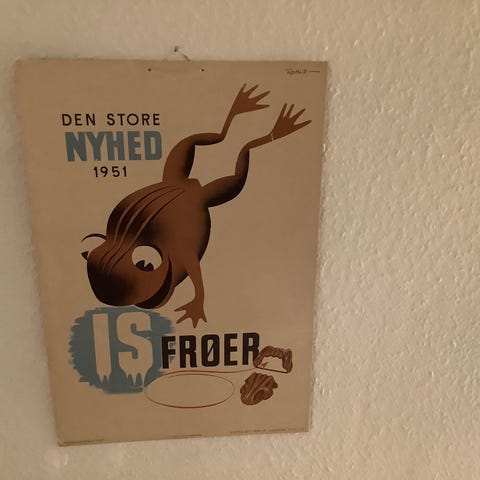 DEN STORE
NYHED
1951
IS FRØER